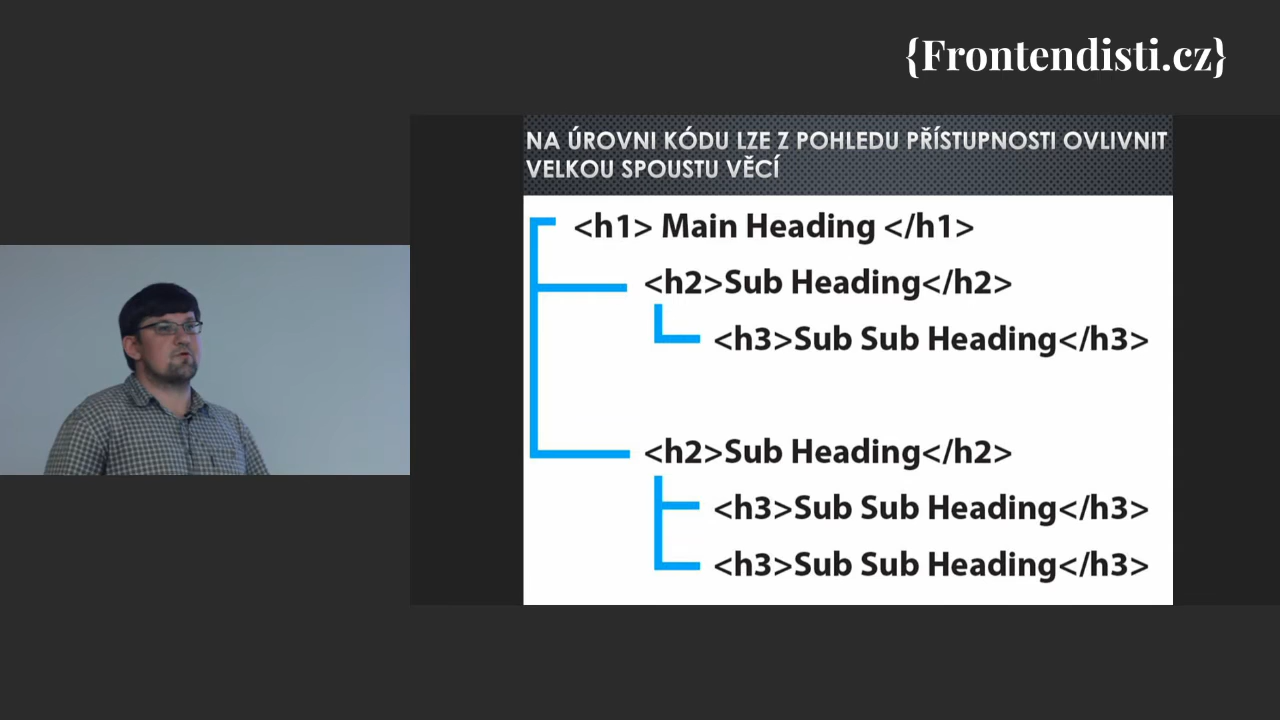 {Frontendisti.cz}
NA ÚROVNI KÓDU LZE Z POHLEDU PŘÍSTUPNOSTI OVLIVNIT
VELKOU SPOUSTU VĚCÍ
<h1> Main Heading </h1>
<h2>Sub Heading</h2>
<h3>Sub Sub Heading</h3>
<h2>Sub Heading</h2>
<h3>Sub Sub Heading</h3>
<h3>Sub Sub Heading</h3>